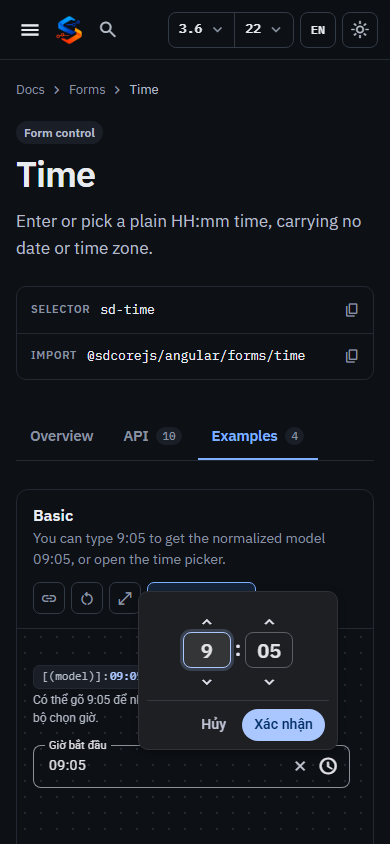 3.6
22
EN
Docs > Forms > Time
Form control
Time
Enter or pick a plain HH:mm time, carrying no
date or time zone.
SELECTOR sd-time
IMPORT @sdcorejs/angular/forms/time
Overview
API 10
Examples 4
Basic
You can type 9:05 to get the normalized model
09:05, or open the time picker.
9 : 05
Hủy
Xác nhận
[(model)]:09:05
Có thể gõ 9:05 để
bộ chọn giờ.
Giờ bắt đầu
09:05